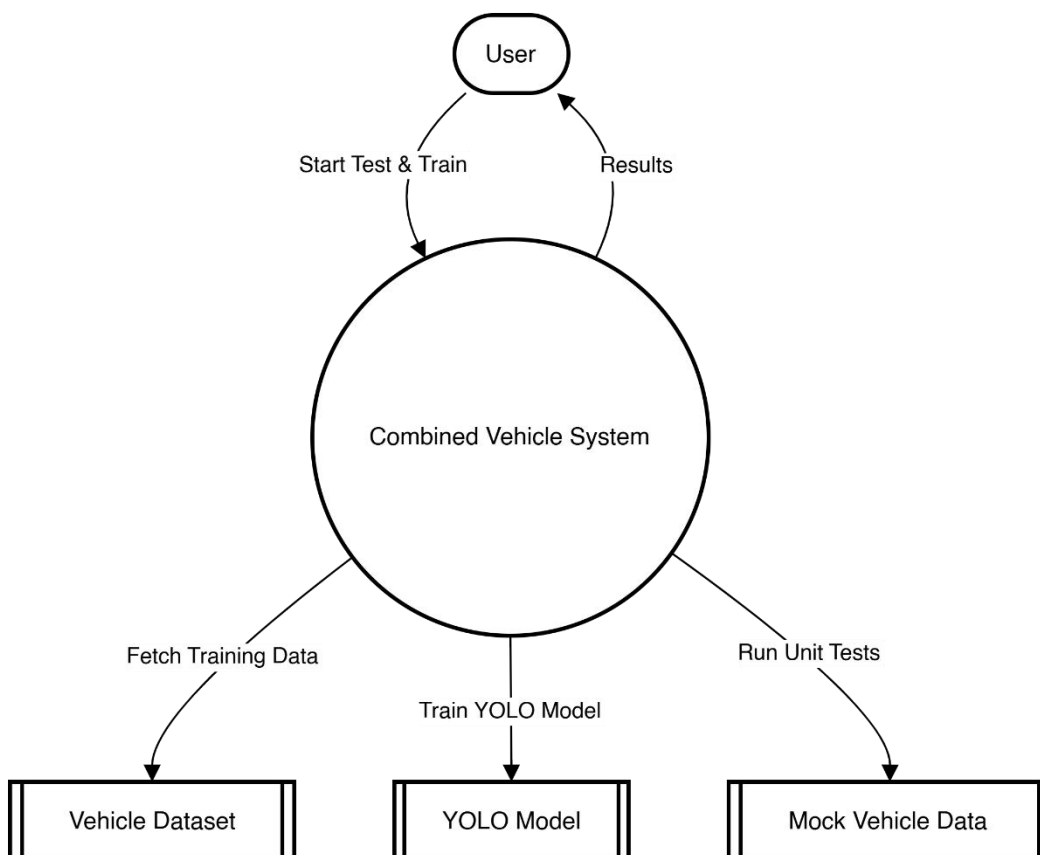 User
Start Test & Train
Results
Combined Vehicle System
Fetch Training Data
Run Unit Tests
Train YOLO Model
Vehicle Dataset
YOLO Model
Mock Vehicle Data